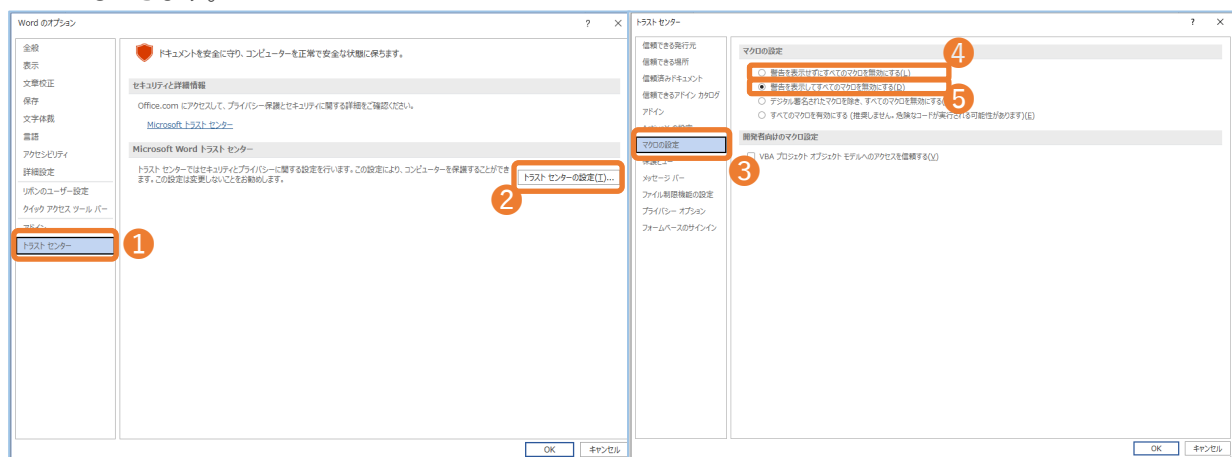 Word のオプション
? ×
全般
表示
文章校正
保存
文字体裁
言語
アクセシビリティ
詳細設定
リボンのユーザー設定
クイック アクセス ツール バー
アドイン
トラスト センター
1
ドキュメントを安全に守り、コンピューターを正常で安全な状態に保ちます。
セキュリティと詳細情報
Office.com にアクセスして、プライバシー保護とセキュリティに関する詳細をご確認ください。
Microsoft トラスト センター
Microsoft Word トラスト センター
トラスト センターではセキュリティとプライバシーに関する設定を行います。この設定により、コンピューターを保護することができ
ます。この設定は変更しないことをお勧めします。
トラスト センターの設定(T)...
2
OK キャンセル
トラスト センター
? ×
信頼できる発行元
信頼できる場所
信頼済みドキュメント
信頼できるアドイン カタログ
アドイン
マクロの設定
3
保護ビュー
メッセージ バー
ファイル制限機能の設定
プライバシー オプション
フォームベースのサインイン
マクロの設定
4
警告を表示せずにすべてのマクロを無効にする(L)
警告を表示してすべてのマクロを無効にする(D)
5
デジタル署名されたマクロを除き、すべてのマクロを無効にする
すべてのマクロを有効にする (推奨しません。危険なコードが実行される可能性があります)(E)
開発者向けのマクロ設定
VBA プロジェクト オブジェクト モデルへのアクセスを信頼する(V)
OK キャンセル